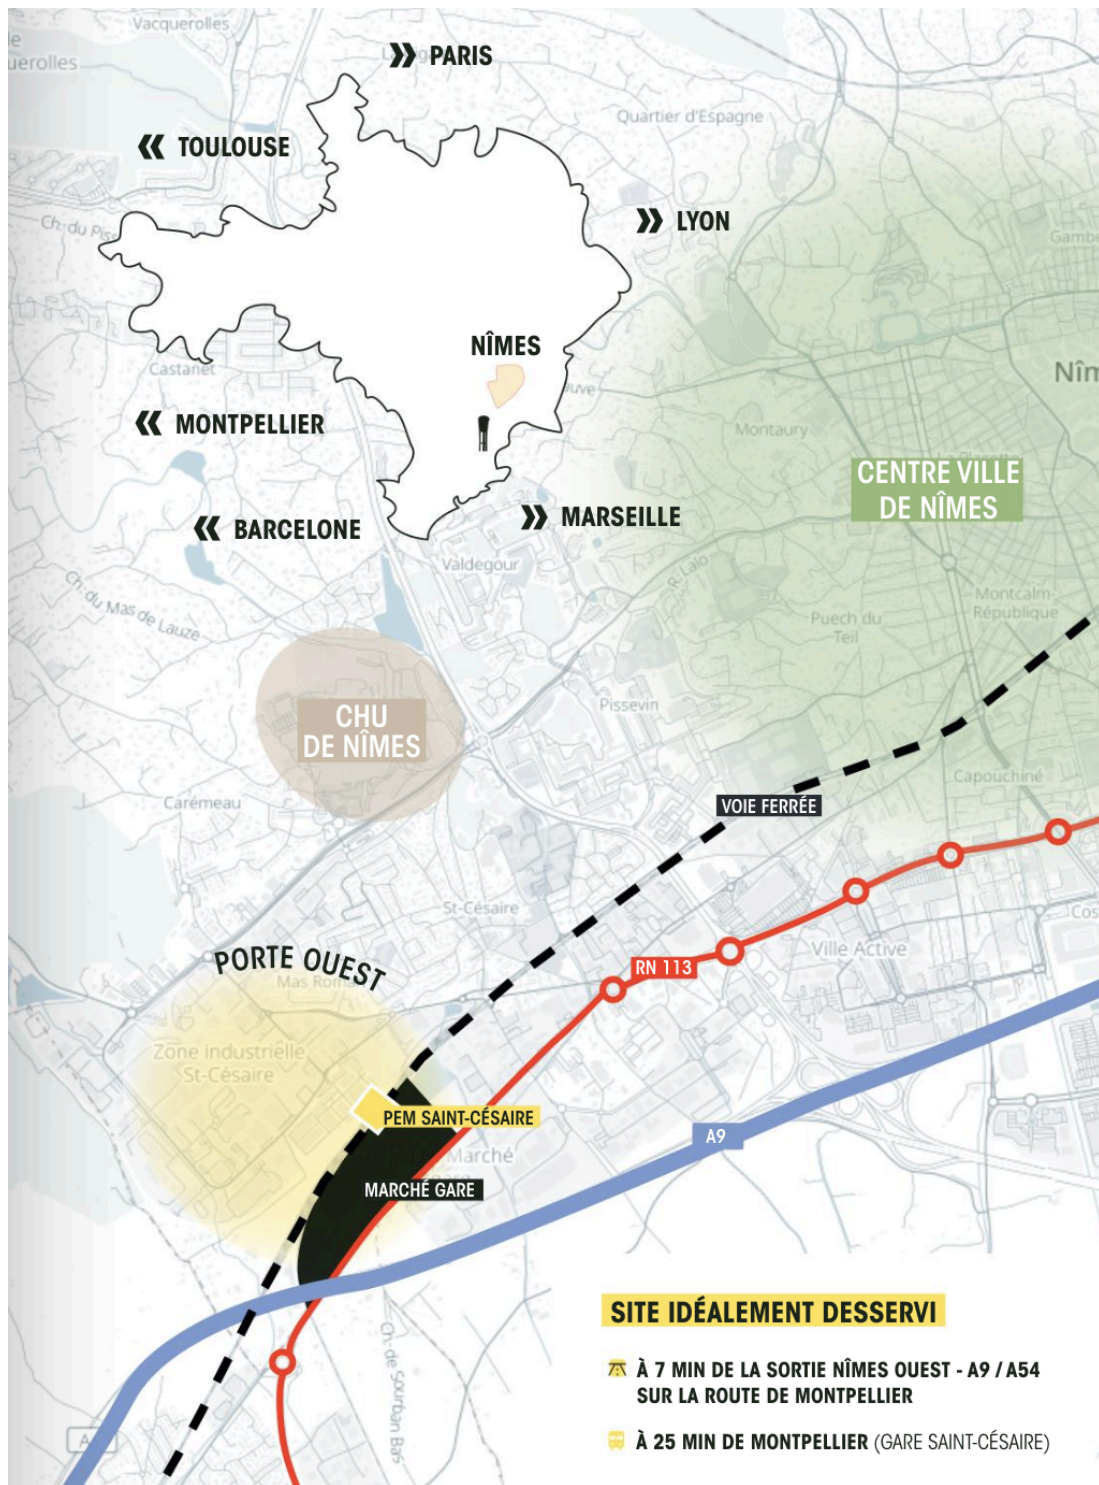 Vacquerolles
PARIS
Quartier d'Espagne
TOULOUSE
LYON
NÎMES
Castanet
Montaury
MONTPELLIER
CENTRE VILLE
DE NÎMES
BARCELONE
MARSEILLE
Valdegour
R. Lalo
Ch. du Mas de Lauze
Montcalm-
République
Puech du
Teil
Pissevin
CHU
DE NÎMES
Capouchiné
Carémeau
VOIE FERRÉE
St-Césaire
Ville Active
PORTE OUEST
RN 113
Zone industrielle
St-Césaire
PEM SAINT-CÉSAIRE
A9
Marché
MARCHÉ GARE
SITE IDÉALEMENT DESSERVI
Ch. de Sourban Bas
À 7 MIN DE LA SORTIE NÎMES OUEST - A9 / A54
SUR LA ROUTE DE MONTPELLIER
À 25 MIN DE MONTPELLIER (GARE SAINT-CÉSAIRE)